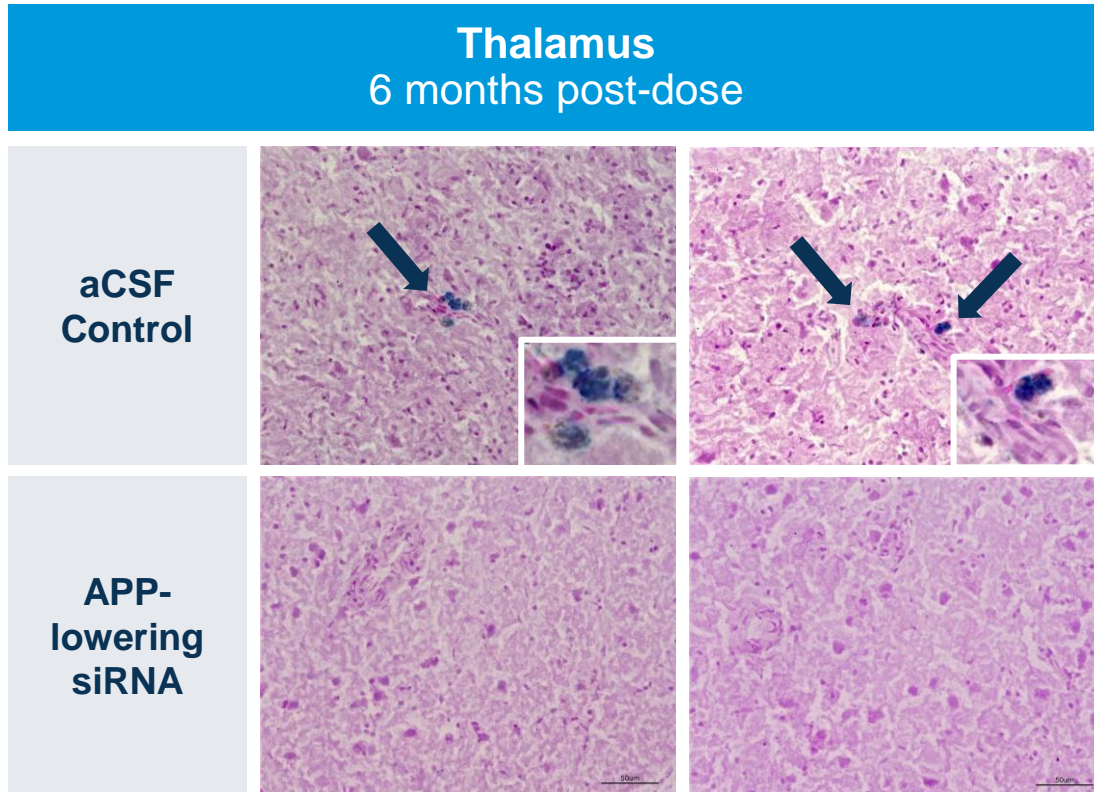 Thalamus
6 months post-dose
aCSF
Control
APP-
lowering
siRNA
50um
50um